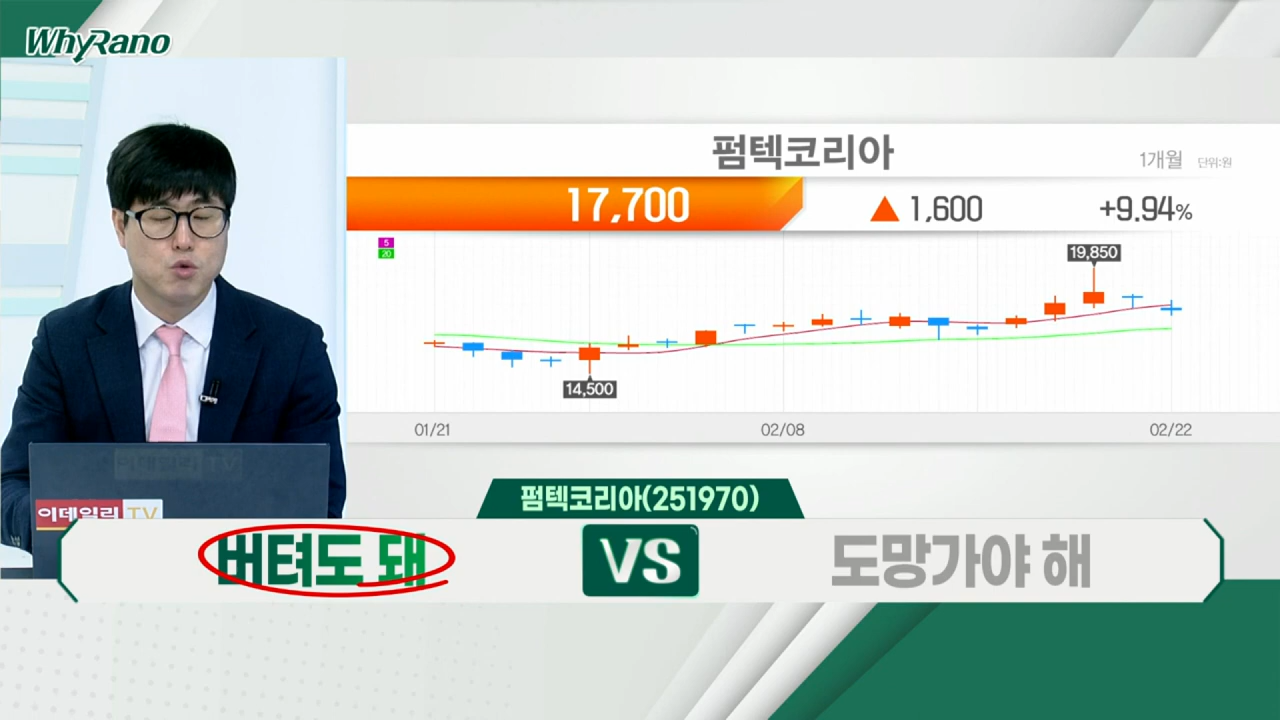 WhyRano
펌텍코리아
1개월 단위:원
17,700 ▲ 1,600 +9.94%
5
20
19,850
14,500
01/21 02/08 02/22
이데일리 TV
펌텍코리아(251970)
버텨도 돼 VS 도망가야 해